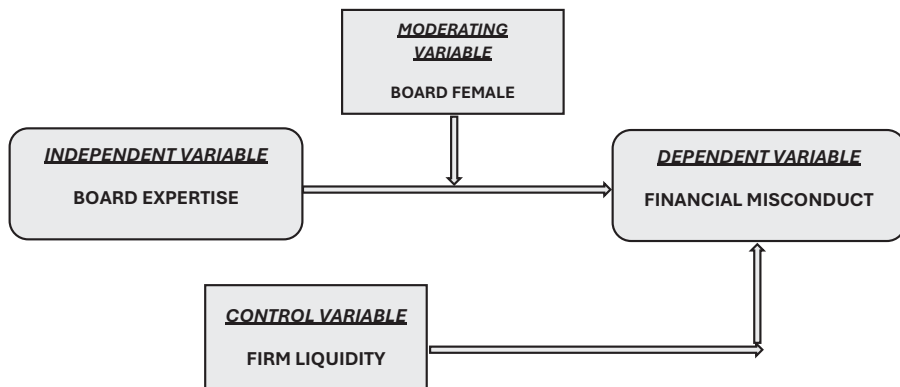 MODERATING
VARIABLE
BOARD FEMALE
INDEPENDENT VARIABLE
BOARD EXPERTISE
DEPENDENT VARIABLE
FINANCIAL MISCONDUCT
CONTROL VARIABLE
FIRM LIQUIDITY